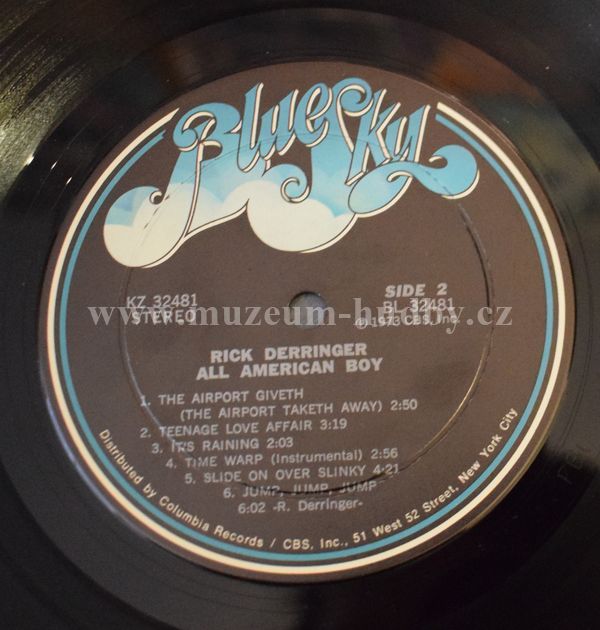 Blue Sky
KZ 32481
STEREO
SIDE 2
BL 32481
℗ 1973 CBS, Inc.
www.muzeum-hudby.cz
RICK DERRINGER
ALL AMERICAN BOY
1. THE AIRPORT GIVETH
(THE AIRPORT TAKETH AWAY) 2:50
2. TEENAGE LOVE AFFAIR 3:19
3. IT'S RAINING 2:03
4. TIME WARP (Instrumental) 2:56
5. SLIDE ON OVER SLINKY 4:21
6. JUMP, JUMP, JUMP
6:02 -R. Derringer-
Distributed by Columbia Records / CBS, Inc., 51 West 52 Street, New York City